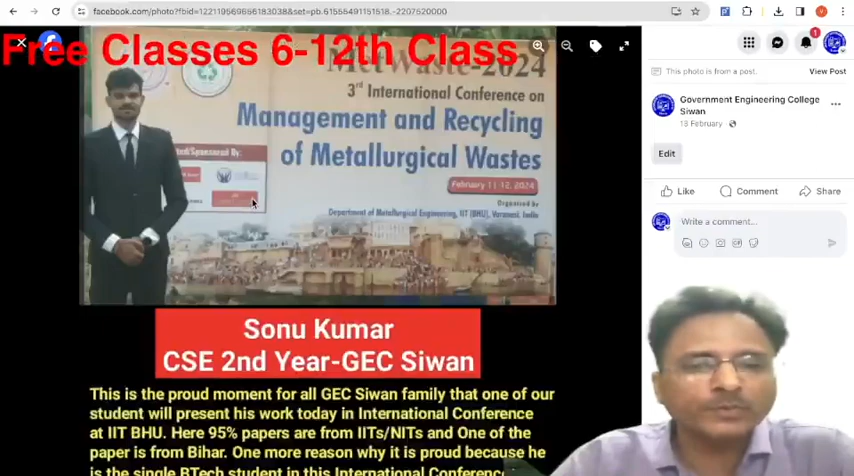 facebook.com/photo?fbid=122119569866183038&set=pb.61555491151518.-2207520000
Free Classes 6-12th Class
MetWaste-2024
3rd International Conference on
Management and Recycling
of Metallurgical Wastes
February 11-12, 2024
Organised by
Department of Metallurgical Engineering, IIT (BHU), Varanasi, India
Sonu Kumar
CSE 2nd Year-GEC Siwan
This is the proud moment for all GEC Siwan family that one of our
student will present his work today in International Conference
at IIT BHU. Here 95% papers are from IITs/NITs and One of the
paper is from Bihar. One more reason why it is proud because he
is the single BTech student in this International Conference
This photo is from a post.
View Post
Government Engineering College
Siwan
18 February
Edit
Like
Comment
Share
Write a comment...